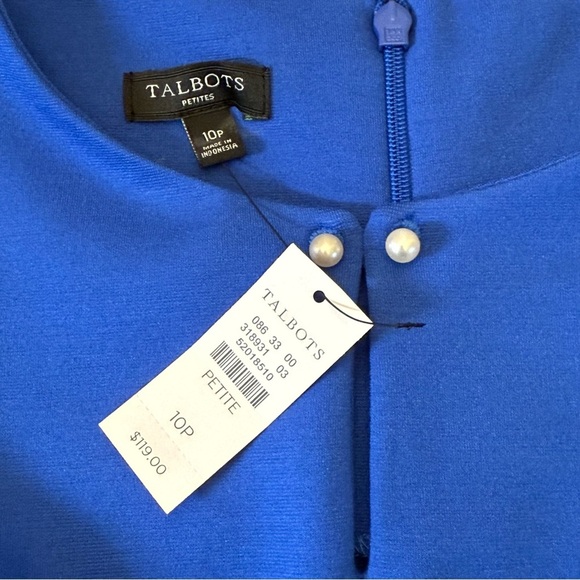 TALBOTS
PETITES
10P
MADE IN
INDONESIA
TALBOTS
086 33 00
318931 03
52018510
PETITE
10P
$119.00